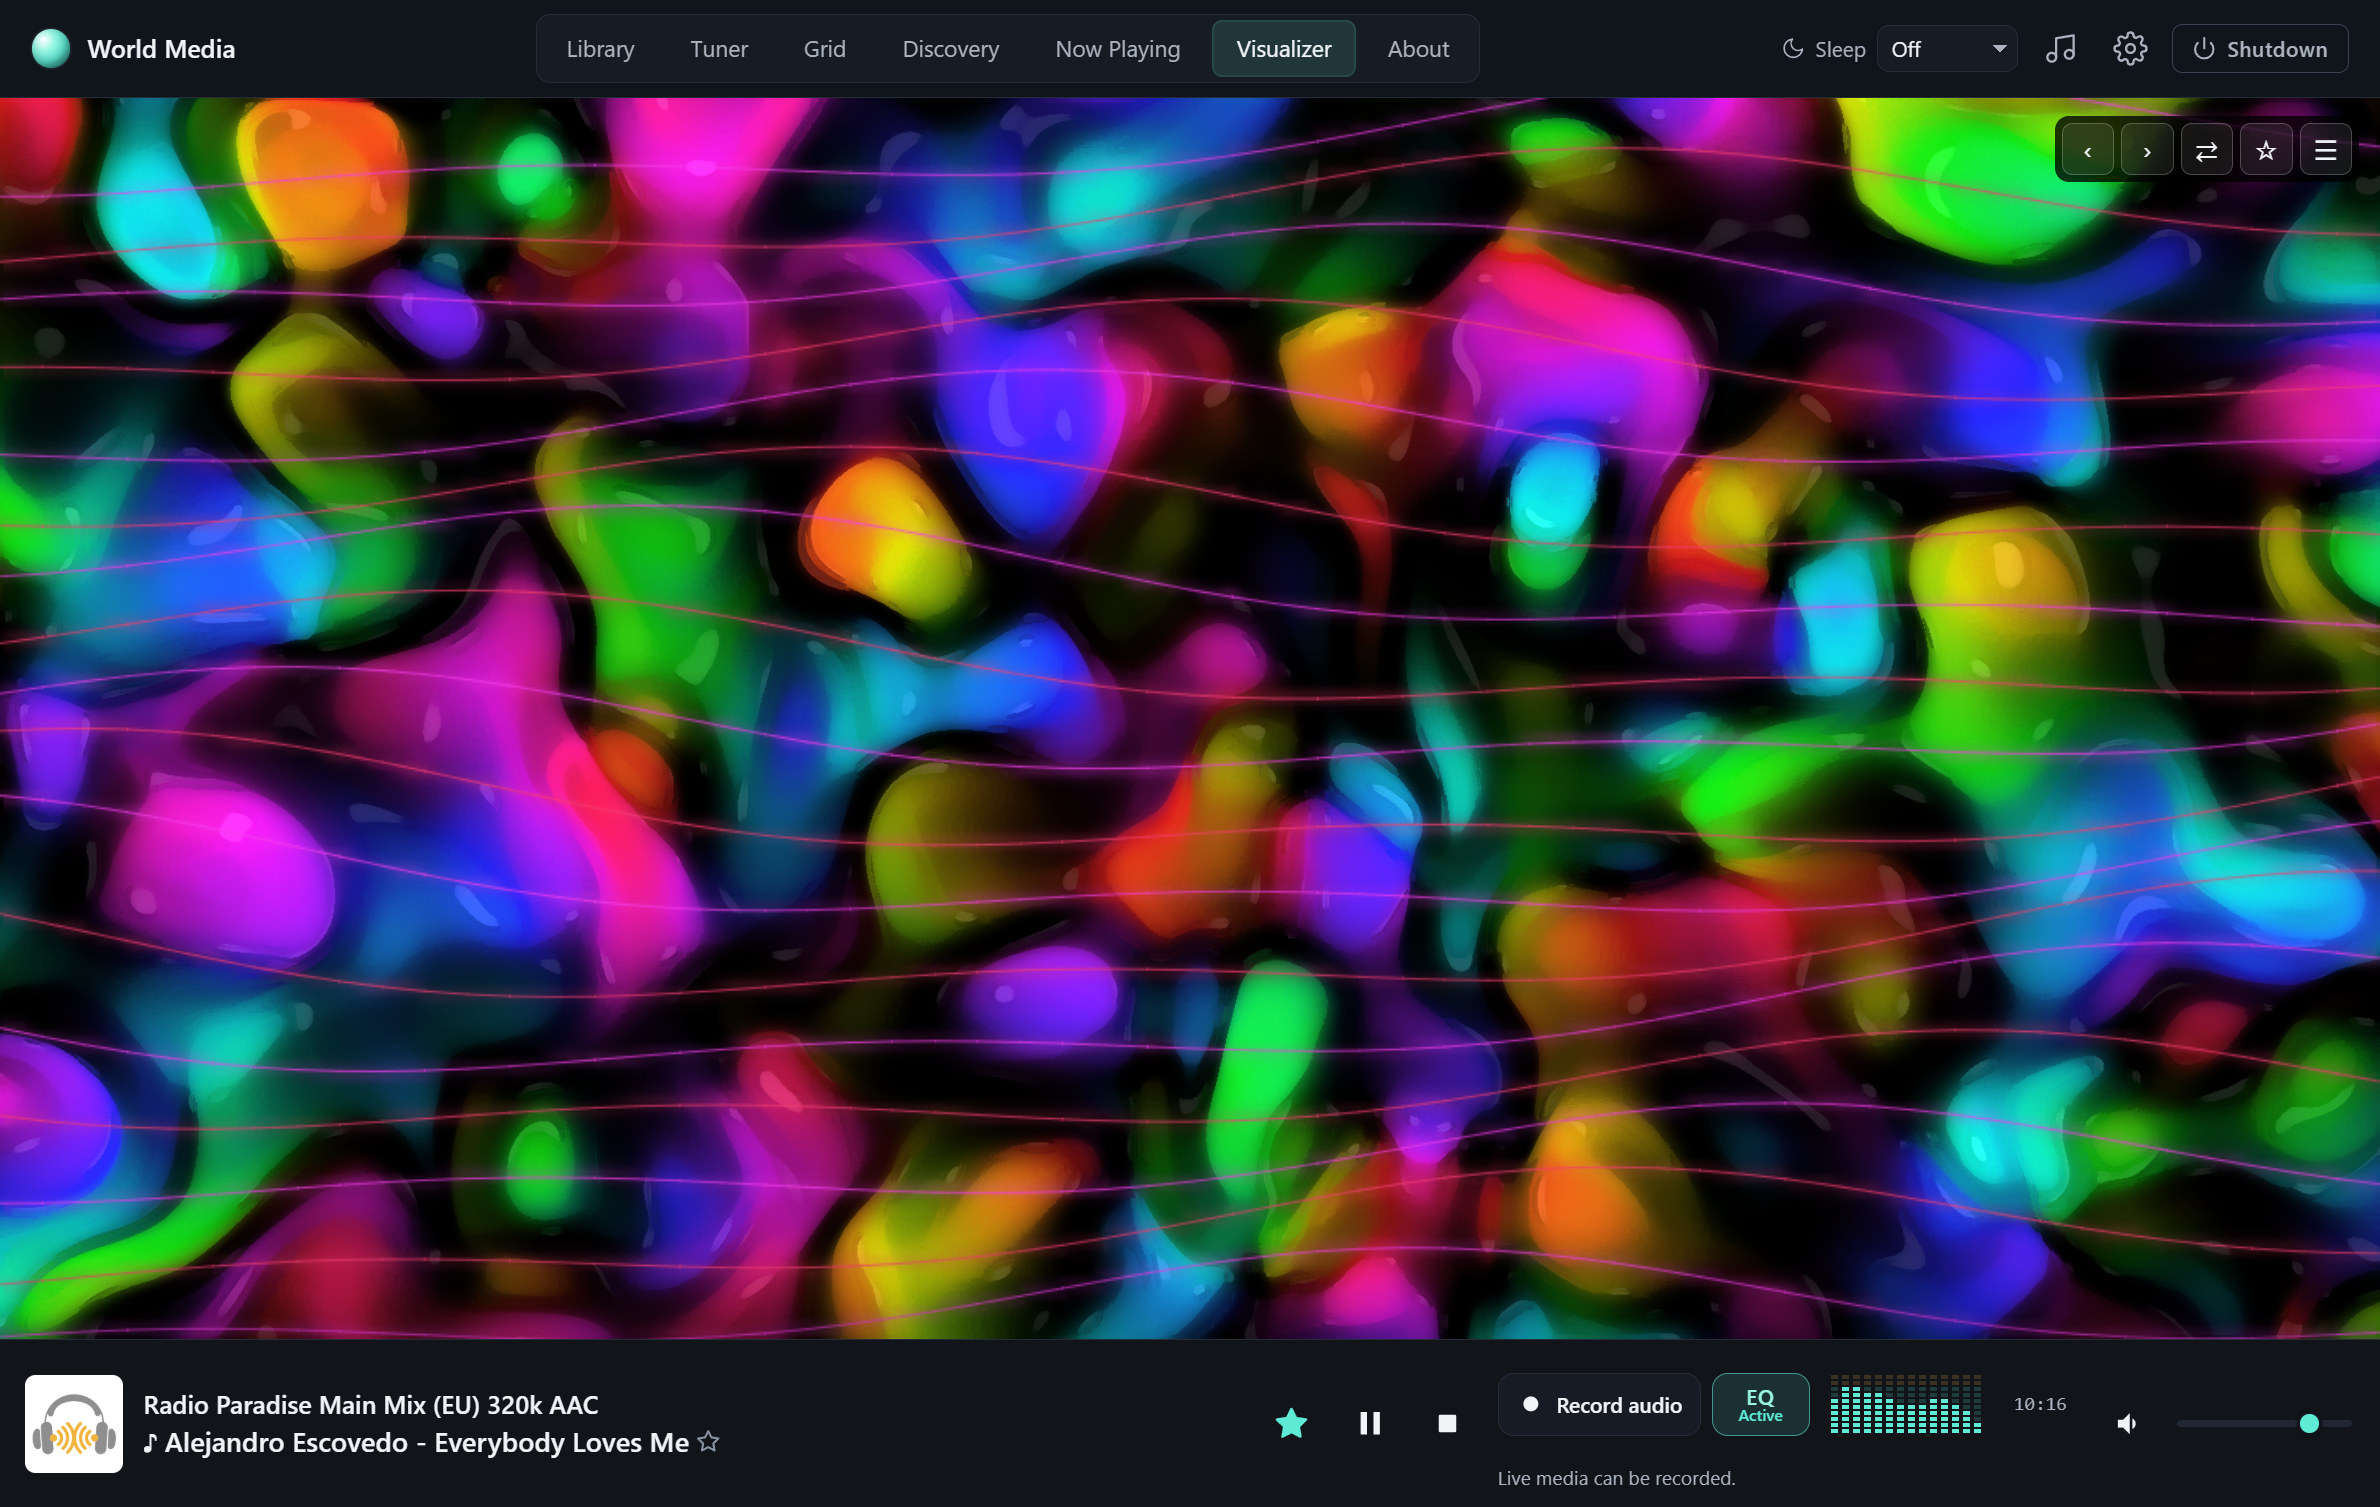 World Media
Library
Tuner
Grid
Discovery
Now Playing
Visualizer
About
Sleep
Off
Shutdown
Radio Paradise Main Mix (EU) 320k AAC
Alejandro Escovedo - Everybody Loves Me
Record audio
EQ
Active
10:16
Live media can be recorded.